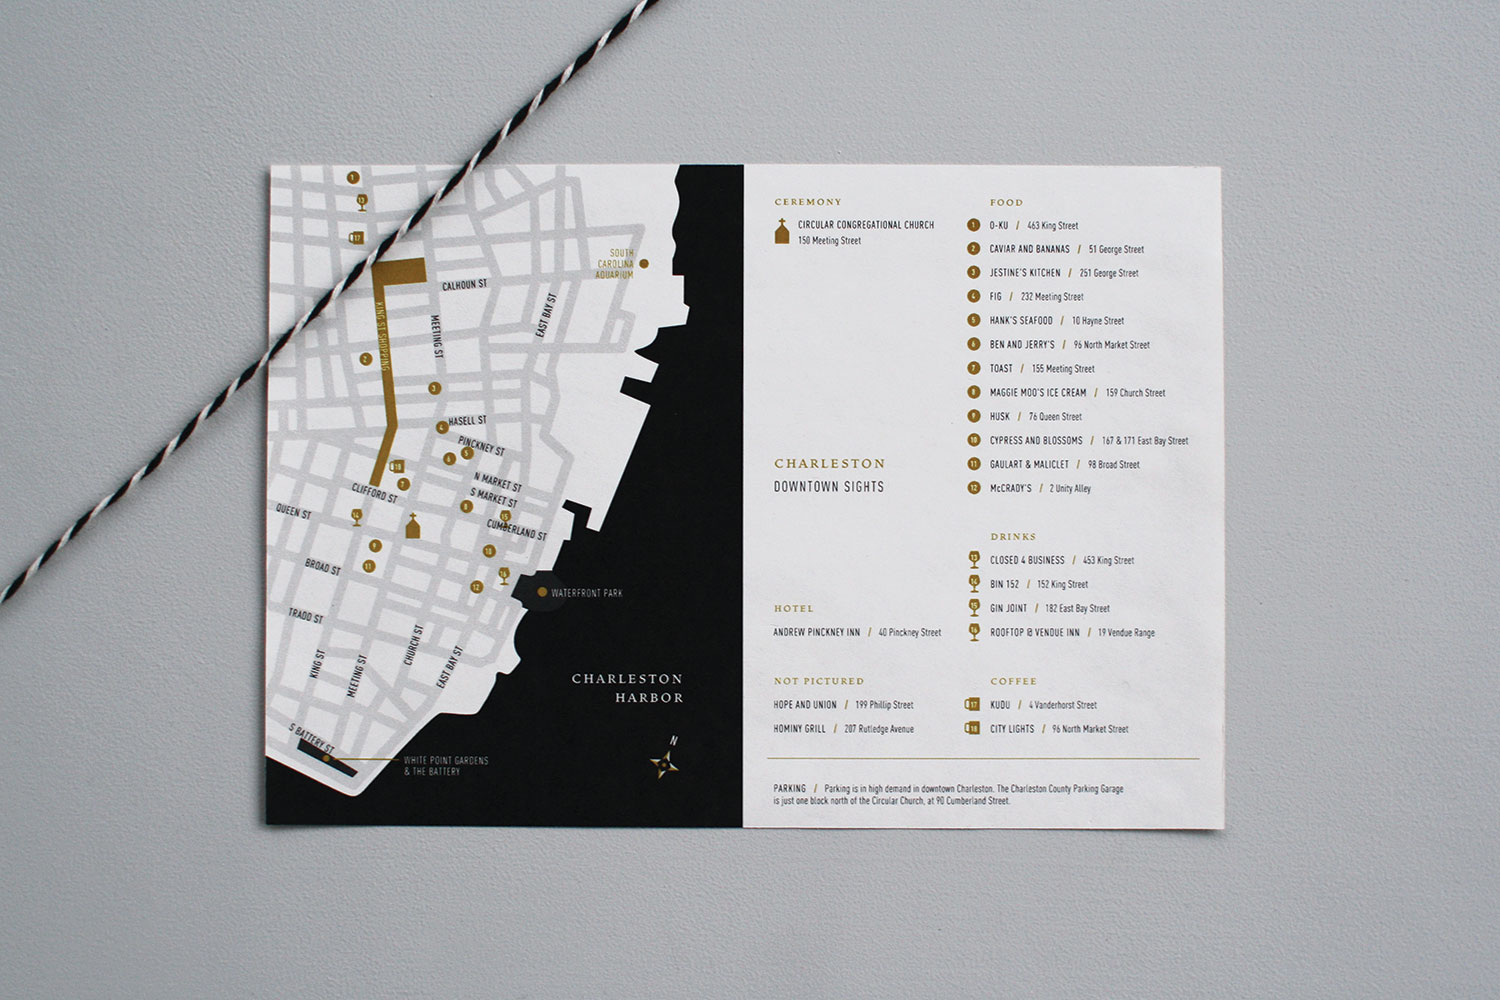 1
13
17
SOUTH
CAROLINA
AQUARIUM
CALHOUN ST
KING ST SHOPPING
MEETING ST
EAST BAY ST
2
3
4
HASELL ST
PINCKNEY ST
5
6
18
7
N MARKET ST
S MARKET ST
CLIFFORD ST
8
QUEEN ST
14
15
CUMBERLAND ST
9
10
BROAD ST
11
16
12
WATERFRONT PARK
TRADD ST
KING ST
MEETING ST
CHURCH ST
EAST BAY ST
CHARLESTON
HARBOR
S BATTERY ST
N
WHITE POINT GARDENS
& THE BATTERY
CEREMONY
CIRCULAR CONGREGATIONAL CHURCH
150 Meeting Street
CHARLESTON
DOWNTOWN SIGHTS
HOTEL
ANDREW PINCKNEY INN / 40 Pinckney Street
NOT PICTURED
HOPE AND UNION / 199 Phillip Street
HOMINY GRILL / 207 Rutledge Avenue
FOOD
1 O-KU / 463 King Street
2 CAVIAR AND BANANAS / 51 George Street
3 JESTINE'S KITCHEN / 251 George Street
4 FIG / 232 Meeting Street
5 HANK'S SEAFOOD / 10 Hayne Street
6 BEN AND JERRY'S / 96 North Market Street
7 TOAST / 155 Meeting Street
8 MAGGIE MOO'S ICE CREAM / 159 Church Street
9 HUSK / 76 Queen Street
10 CYPRESS AND BLOSSOMS / 167 & 171 East Bay Street
11 GAULART & MALICLET / 98 Broad Street
12 McCRADY'S / 2 Unity Alley
DRINKS
13 CLOSED 4 BUSINESS / 453 King Street
14 BIN 152 / 152 King Street
15 GIN JOINT / 182 East Bay Street
16 ROOFTOP @ VENDUE INN / 19 Vendue Range
COFFEE
17 KUDU / 4 Vanderhorst Street
18 CITY LIGHTS / 96 North Market Street
PARKING / Parking is in high demand in downtown Charleston. The Charleston County Parking Garage
is just one block north of the Circular Church, at 90 Cumberland Street.